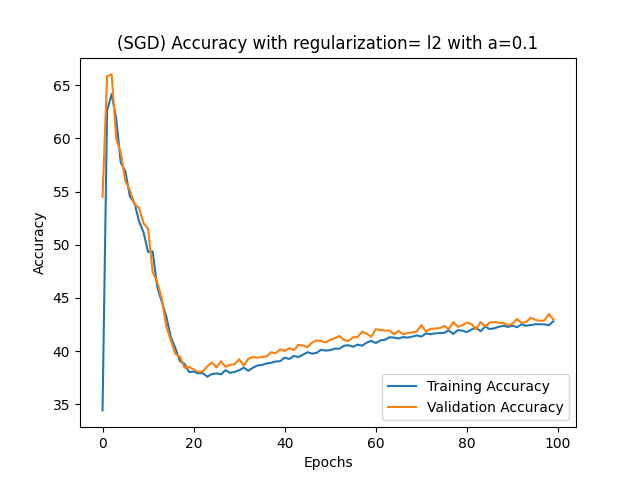 (SGD) Accuracy with regularization= l2 with a=0.1
Accuracy
65
60
55
50
45
40
35
Training Accuracy
Validation Accuracy
0 20 40 60 80 100
Epochs